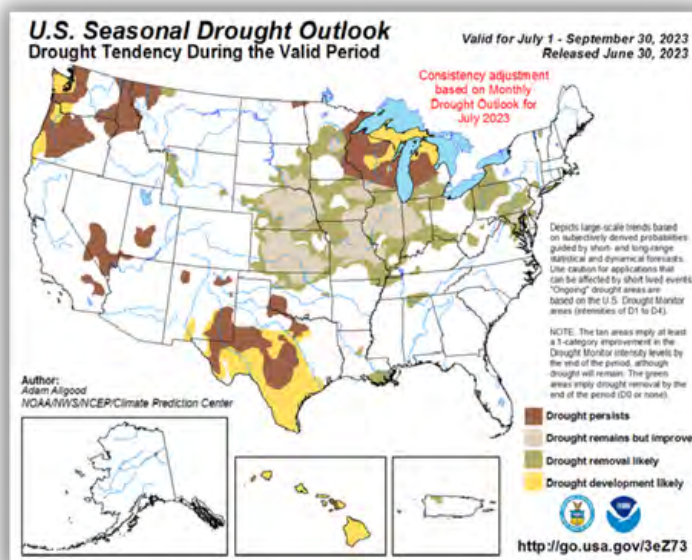 U.S. Seasonal Drought Outlook
Drought Tendency During the Valid Period
Valid for July 1 - September 30, 2023
Released June 30, 2023
Consistency adjustment
based on Monthly
Drought Outlook for
July 2023
Depicts large-scale trends based
on subjectively derived probabilities
guided by short- and long-range
statistical and dynamical forecasts.
Use caution for applications that
can be affected by short lived events.
"Ongoing" drought areas are
based on the U.S. Drought Monitor
areas (intensities of D1 to D4).
NOTE: The tan areas imply at least
a 1-category improvement in the
Drought Monitor intensity levels by
the end of the period, although
drought will remain. The green
areas imply drought removal by the
end of the period (D0 or none).
Author:
Adam Allgood
NOAA/NWS/NCEP/Climate Prediction Center
Drought persists
Drought remains but improve
Drought removal likely
Drought development likely
http://go.usa.gov/3eZ73